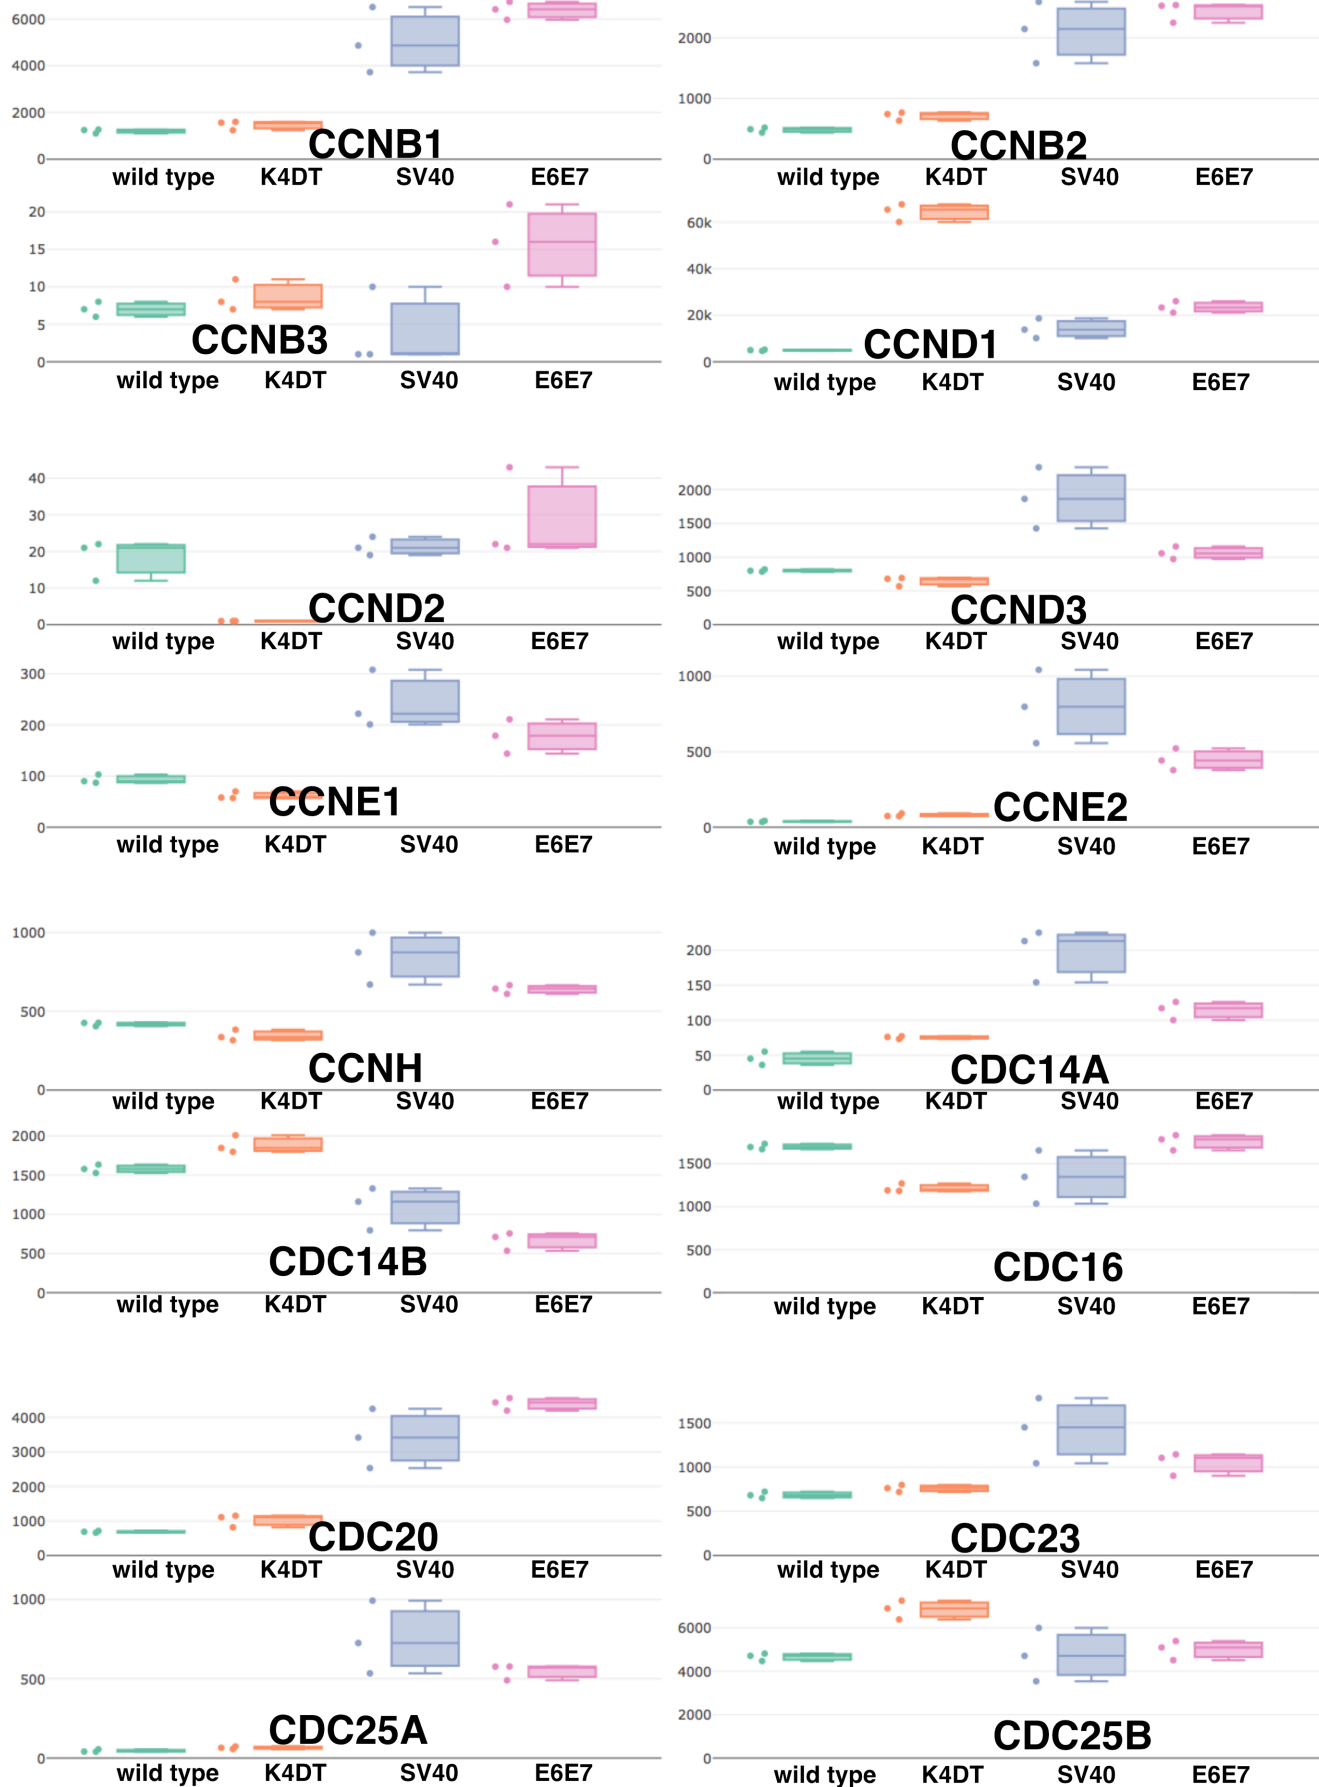 6000
4000
2000
0
CCNB1
wild type K4DT SV40 E6E7
2000
1000
0
CCNB2
wild type K4DT SV40 E6E7
20
15
10
5
0
CCNB3
wild type K4DT SV40 E6E7
60k
40k
20k
0
CCND1
wild type K4DT SV40 E6E7
40
30
20
10
0
CCND2
wild type K4DT SV40 E6E7
2000
1500
1000
500
0
CCND3
wild type K4DT SV40 E6E7
300
200
100
0
CCNE1
wild type K4DT SV40 E6E7
1000
500
0
CCNE2
wild type K4DT SV40 E6E7
1000
500
0
CCNH
wild type K4DT SV40 E6E7
200
150
100
50
0
CDC14A
wild type K4DT SV40 E6E7
2000
1500
1000
500
0
CDC14B
wild type K4DT SV40 E6E7
1500
1000
500
0
CDC16
wild type K4DT SV40 E6E7
4000
3000
2000
1000
0
CDC20
wild type K4DT SV40 E6E7
1500
1000
500
0
CDC23
wild type K4DT SV40 E6E7
1000
500
0
CDC25A
wild type K4DT SV40 E6E7
6000
4000
2000
0
CDC25B
wild type K4DT SV40 E6E7